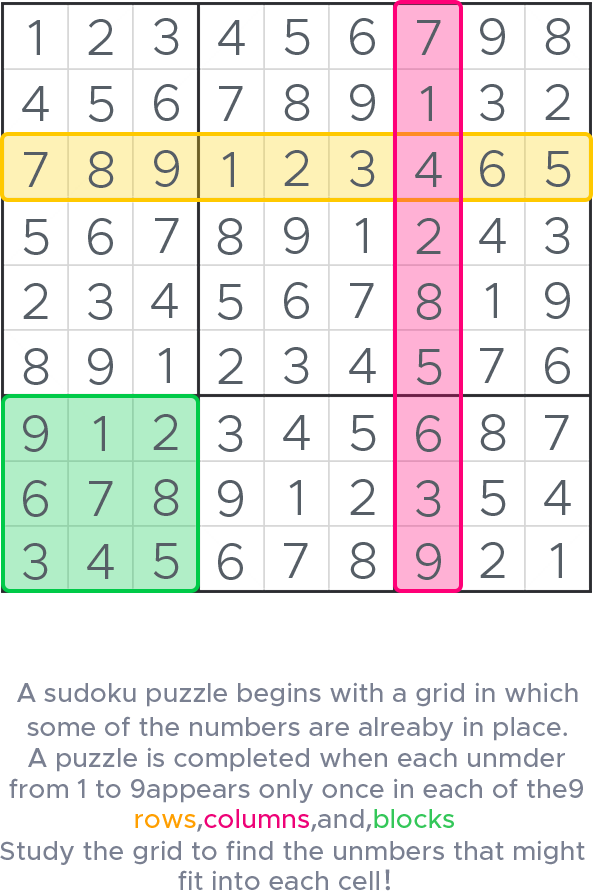 1 2 3 4 5 6 7 9 8
4 5 6 7 8 9 1 3 2
7 8 9 1 2 3 4 6 5
5 6 7 8 9 1 2 4 3
2 3 4 5 6 7 8 1 9
8 9 1 2 3 4 5 7 6
9 1 2 3 4 5 6 8 7
6 7 8 9 1 2 3 5 4
3 4 5 6 7 8 9 2 1
A sudoku puzzle begins with a grid in which
some of the numbers are alreaby in place.
A puzzle is completed when each unmder
from 1 to 9appears only once in each of the9
rows,columns,and,blocks
Study the grid to find the unmbers that might
fit into each cell!